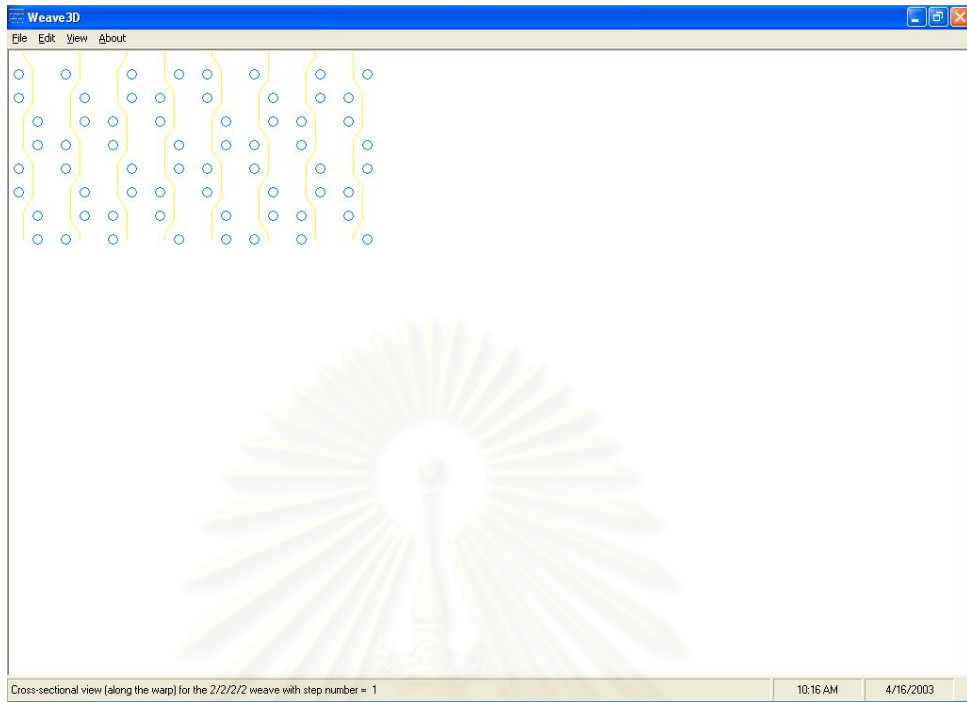 Weave3D
File Edit View About
Cross-sectional view (along the warp) for the 2/2/2/2 weave with step number = 1 10:16 AM 4/16/2003